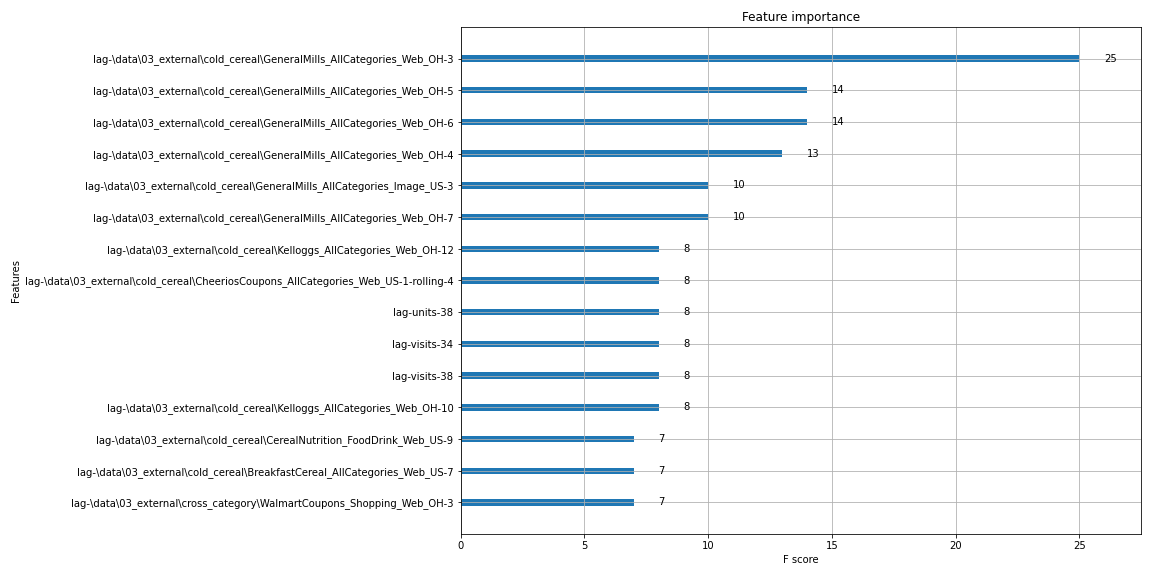 Feature importance
lag-\data\03_external\cold_cereal\GeneralMills_AllCategories_Web_OH-3 25
lag-\data\03_external\cold_cereal\GeneralMills_AllCategories_Web_OH-5 14
lag-\data\03_external\cold_cereal\GeneralMills_AllCategories_Web_OH-6 14
lag-\data\03_external\cold_cereal\GeneralMills_AllCategories_Web_OH-4 13
lag-\data\03_external\cold_cereal\GeneralMills_AllCategories_Image_US-3 10
lag-\data\03_external\cold_cereal\GeneralMills_AllCategories_Web_OH-7 10
lag-\data\03_external\cold_cereal\Kelloggs_AllCategories_Web_OH-12 8
lag-\data\03_external\cold_cereal\CheeriosCoupons_AllCategories_Web_US-1-rolling-4 8
lag-units-38 8
lag-visits-34 8
lag-visits-38 8
lag-\data\03_external\cold_cereal\Kelloggs_AllCategories_Web_OH-10 8
lag-\data\03_external\cold_cereal\CerealNutrition_FoodDrink_Web_US-9 7
lag-\data\03_external\cold_cereal\BreakfastCereal_AllCategories_Web_US-7 7
lag-\data\03_external\cross_category\WalmartCoupons_Shopping_Web_OH-3 7
Features
0 5 10 15 20 25
F score